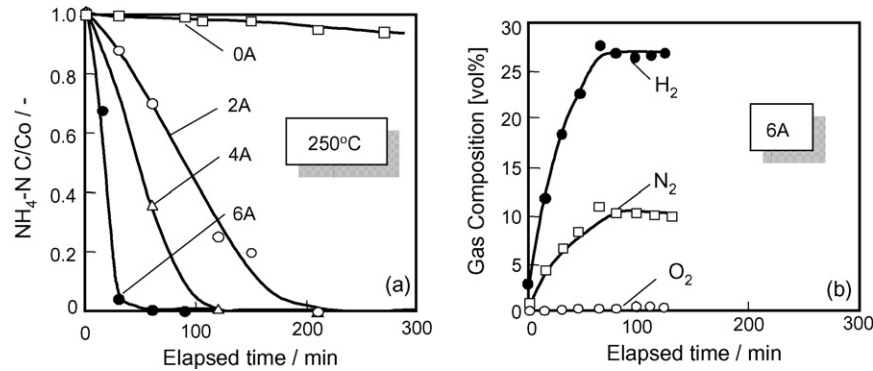 1.0
0.8
0.6
0.4
0.2
0
0 100 200 300
NH₄-N C/Co / -
Elapsed time / min
0A
2A
4A
6A
250°C
(a)
30
25
20
15
10
5
0
0 100 200 300
Gas Composition [vol%]
Elapsed time / min
H₂
N₂
O₂
6A
(b)